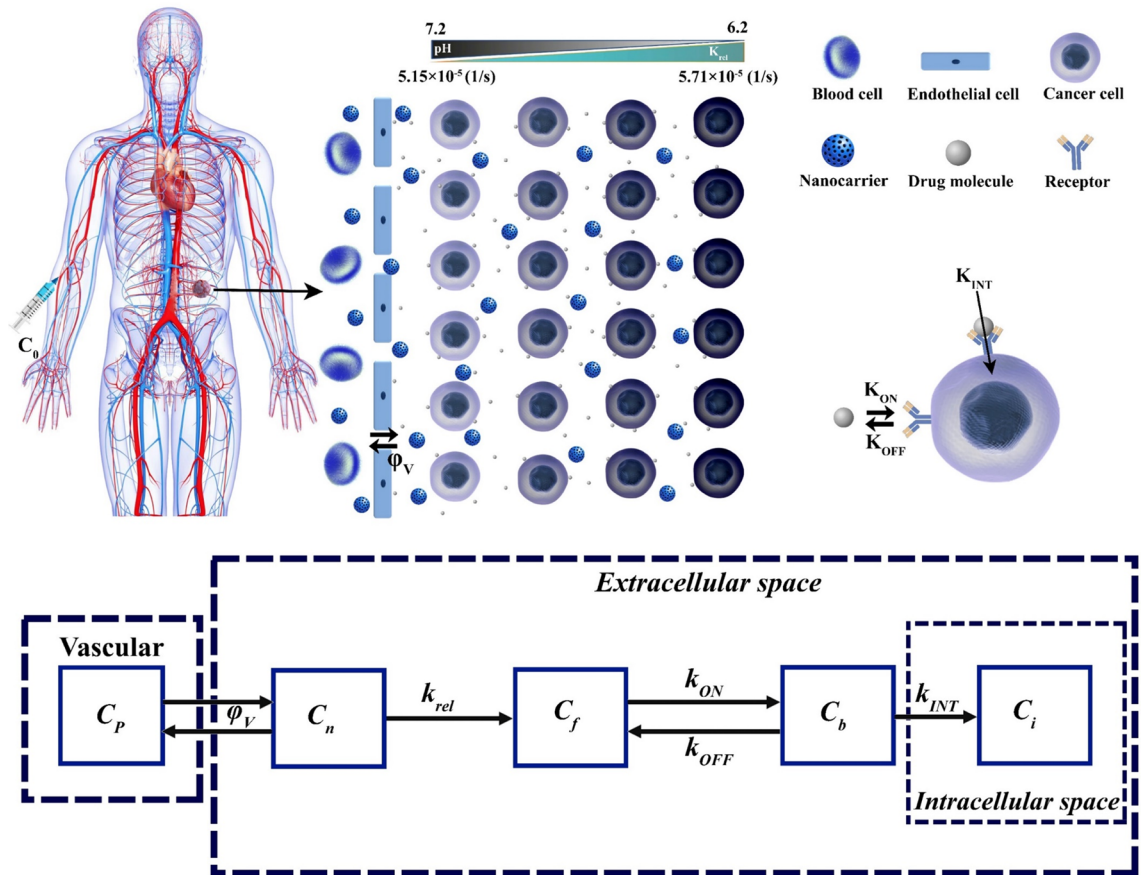 7.2
6.2
pH
K_rel
5.15×10⁻⁵ (1/s)
5.71×10⁻⁵ (1/s)
Blood cell
Endothelial cell
Cancer cell
Nanocarrier
Drug molecule
Receptor
C₀
φ_V
K_INT
K_ON
K_OFF
Extracellular space
Vascular
C_P
φ_V
C_n
k_rel
C_f
k_ON
k_OFF
C_b
k_INT
C_i
Intracellular space